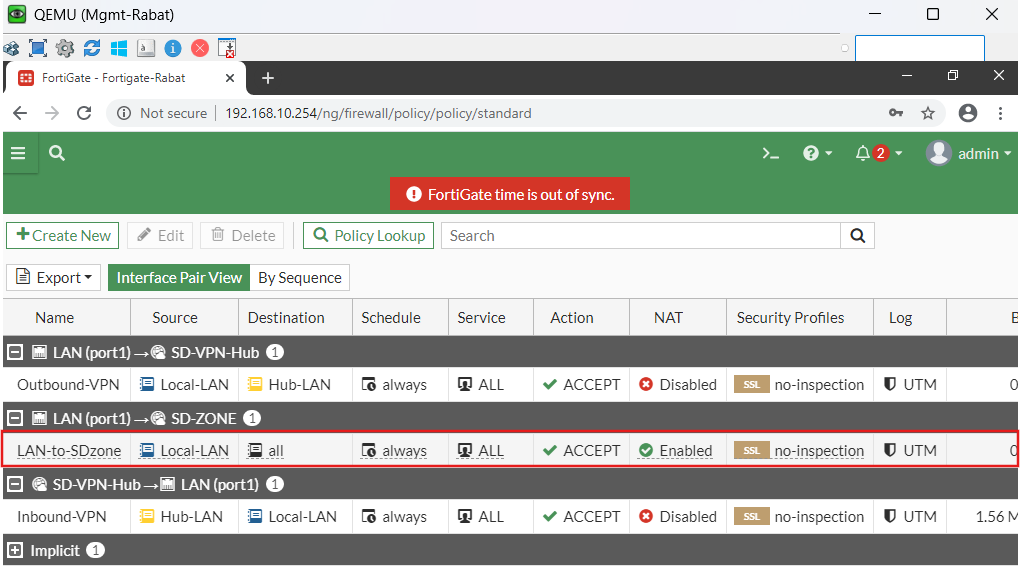 QEMU (Mgmt-Rabat)
FortiGate - Fortigate-Rabat
Not secure 192.168.10.254/ng/firewall/policy/policy/standard
>_ ? 2 admin
FortiGate time is out of sync.
Create New Edit Delete Policy Lookup Search
Export Interface Pair View By Sequence
Name Source Destination Schedule Service Action NAT Security Profiles Log B
LAN (port1) → SD-VPN-Hub 1
Outbound-VPN Local-LAN Hub-LAN always ALL ACCEPT Disabled SSL no-inspection UTM 0
LAN (port1) → SD-ZONE 1
LAN-to-SDzone Local-LAN all always ALL ACCEPT Enabled SSL no-inspection UTM 0
SD-VPN-Hub → LAN (port1) 1
Inbound-VPN Hub-LAN Local-LAN always ALL ACCEPT Disabled SSL no-inspection UTM 1.56 M
Implicit 1